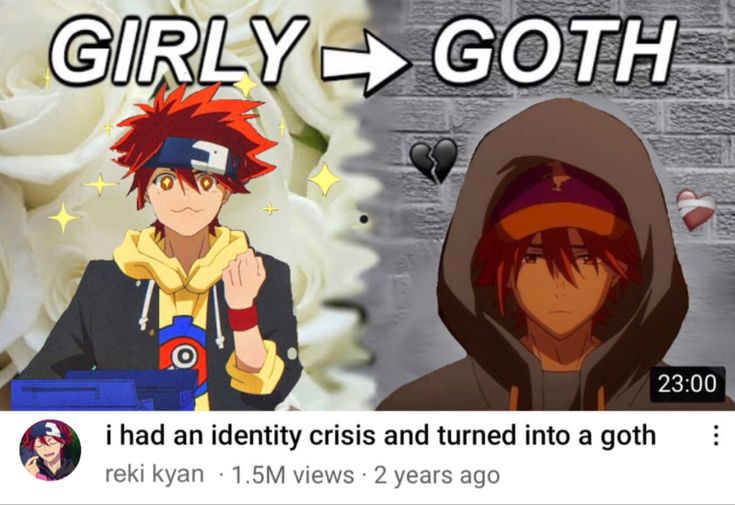 GIRLY → GOTH
23:00
i had an identity crisis and turned into a goth
reki kyan · 1.5M views · 2 years ago